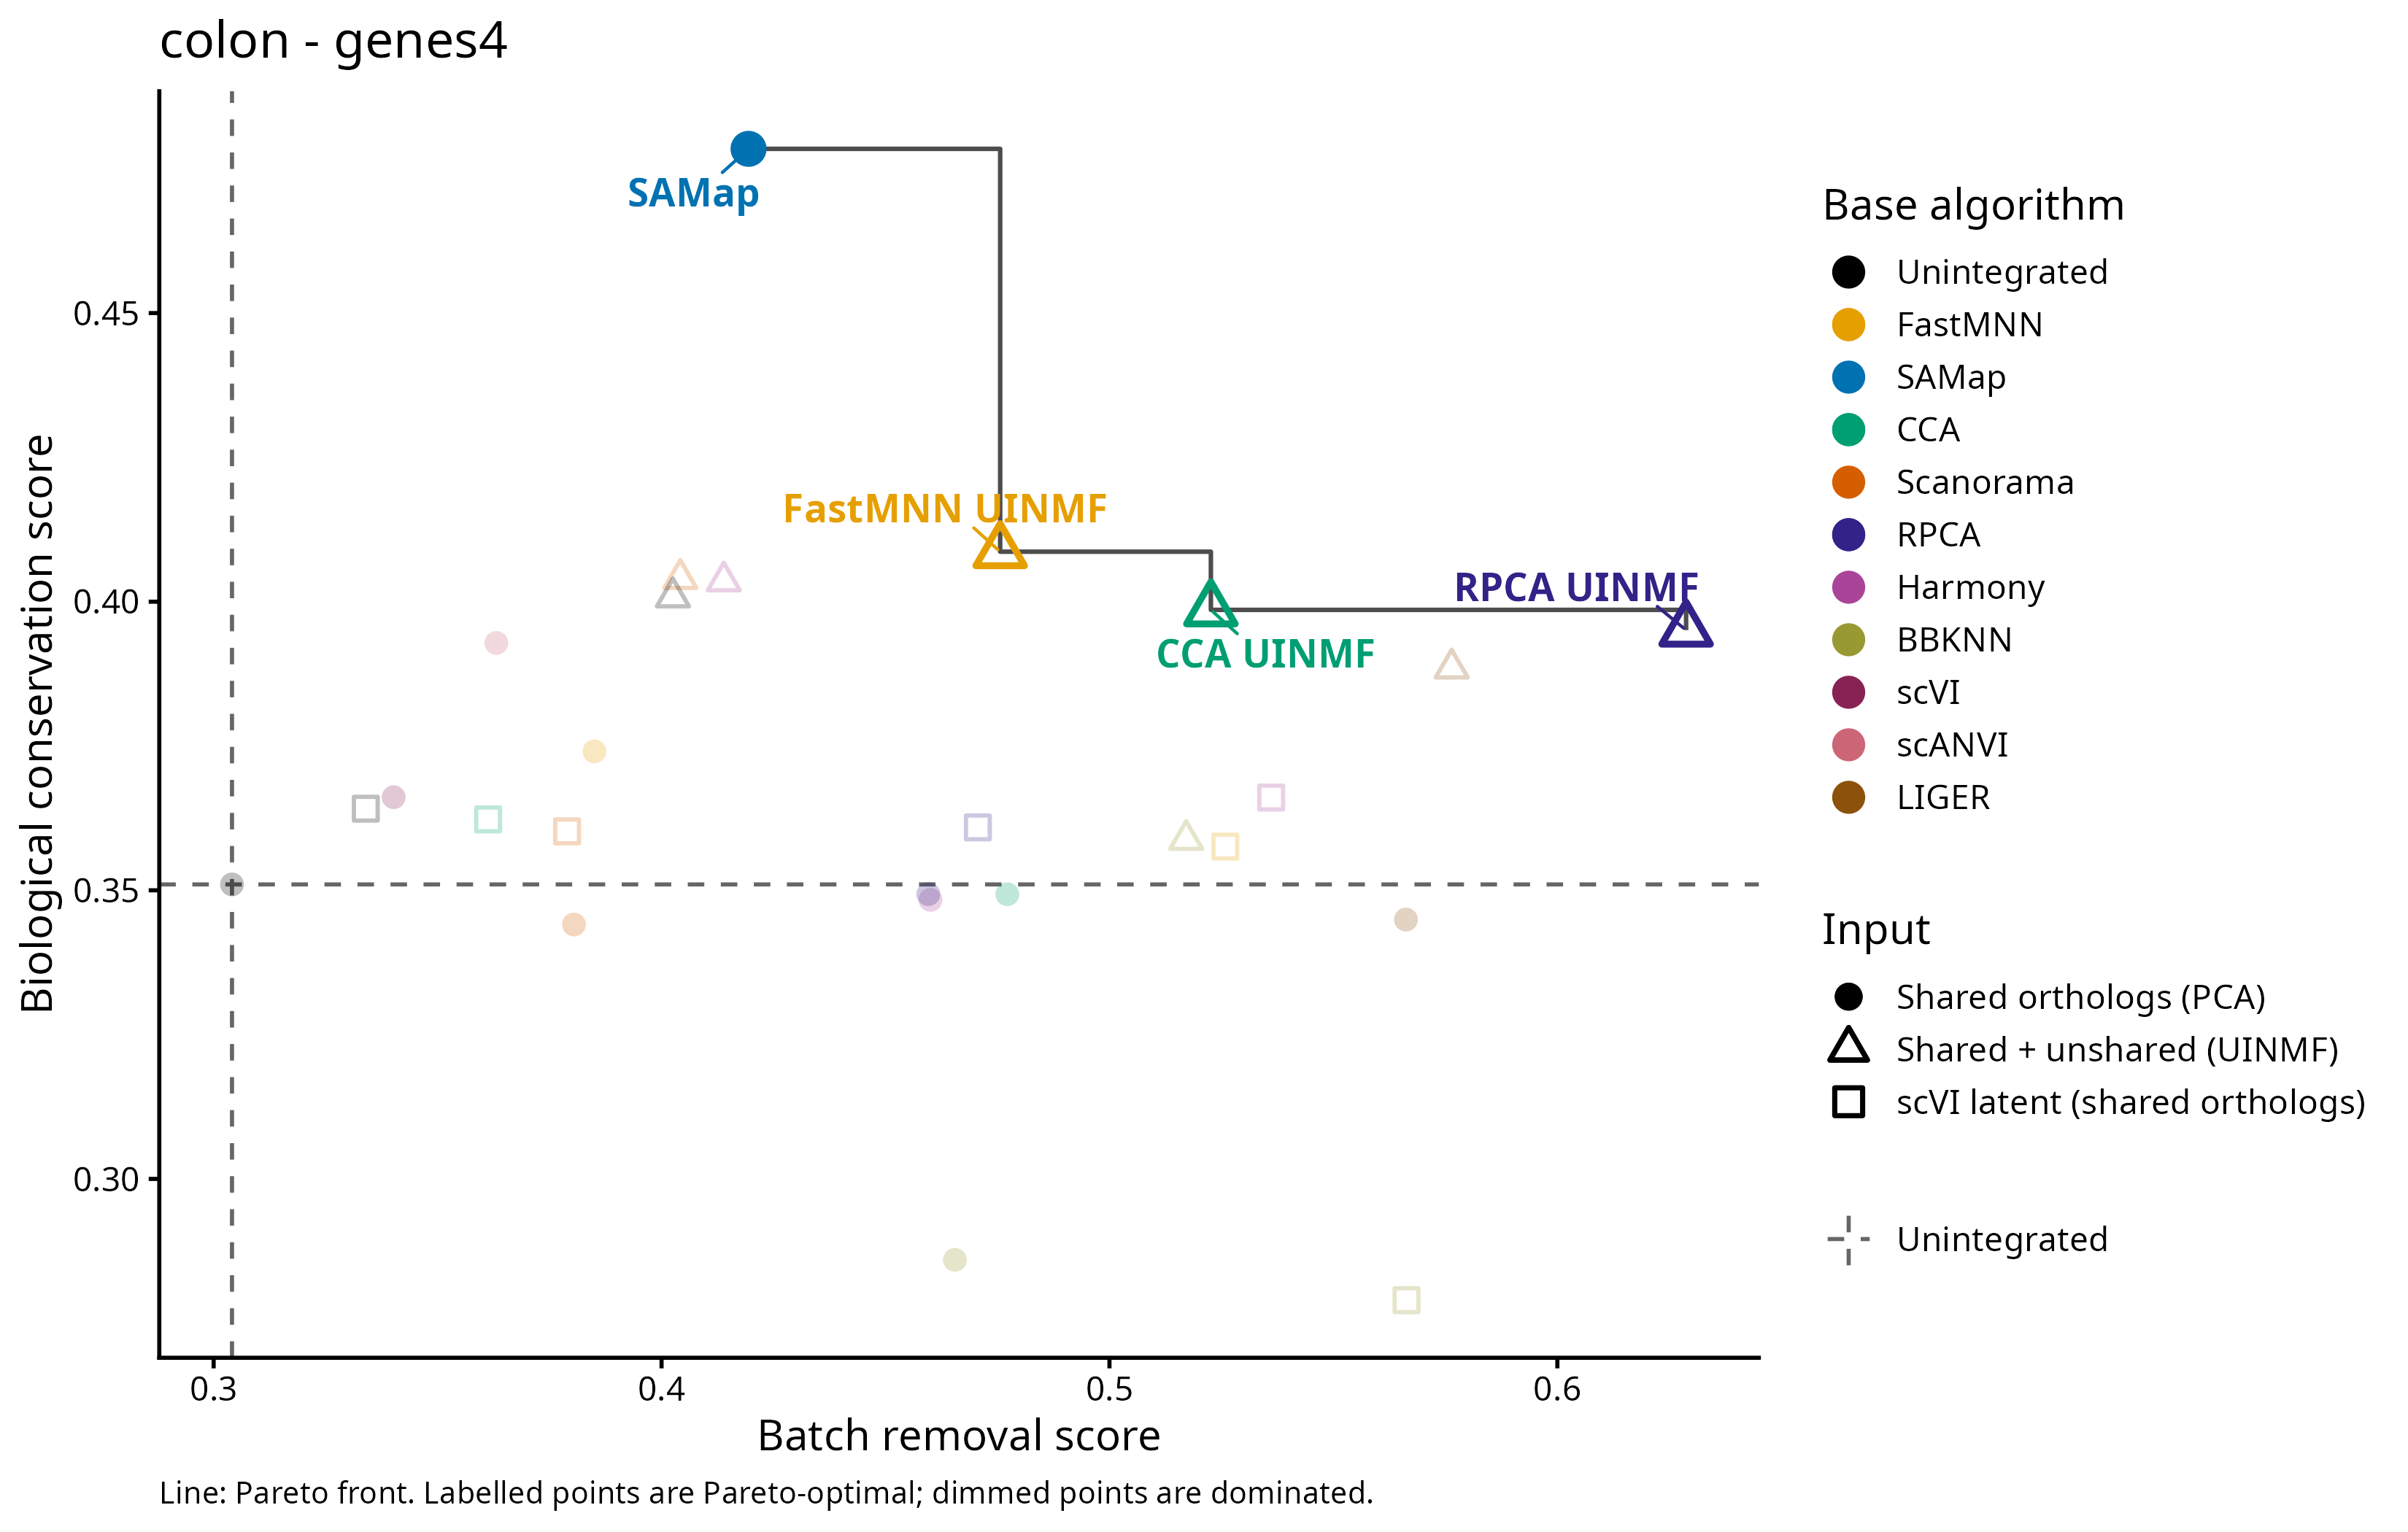 colon - genes4
Biological conservation score
0.45
0.40
0.35
0.30
SAMap
FastMNN UINMF
RPCA UINMF
CCA UINMF
0.3
0.4
0.5
0.6
Batch removal score
Line: Pareto front. Labelled points are Pareto-optimal; dimmed points are dominated.
Base algorithm
Unintegrated
FastMNN
SAMap
CCA
Scanorama
RPCA
Harmony
BBKNN
scVI
scANVI
LIGER
Input
Shared orthologs (PCA)
Shared + unshared (UINMF)
scVI latent (shared orthologs)
Unintegrated